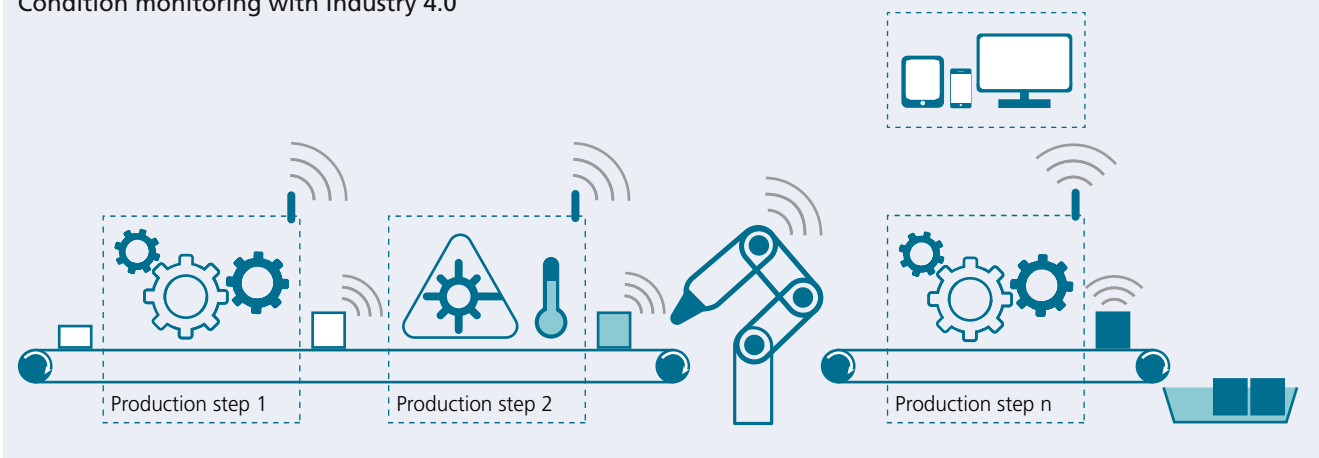 Condition monitoring with Industry 4.0
Production step 1
Production step 2
Production step n